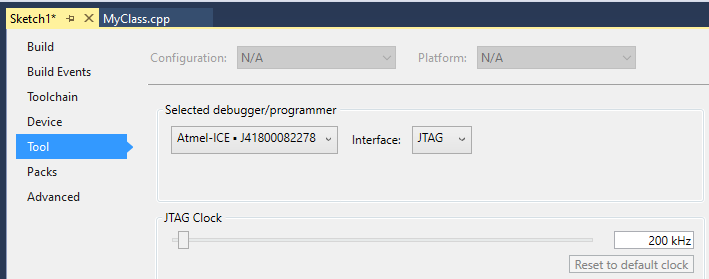 Sketch1* MyClass.cpp
Build
Build Events
Toolchain
Device
Tool
Packs
Advanced
Configuration: N/A Platform: N/A
Selected debugger/programmer
Atmel-ICE • J41800082278 Interface: JTAG
JTAG Clock
200 kHz
Reset to default clock